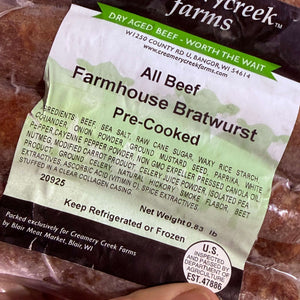 creek
farms™
DRY AGED BEEF - WORTH THE WAIT
W1250 COUNTY RD U, BANGOR, WI 54614
www.creamerycreekfarms.com
All Beef
Farmhouse Bratwurst
Pre-Cooked
INGREDIENTS: BEEF, SEA SALT, RAW CANE SUGAR, WAXY RICE STARCH,
CORIANDER, ONION POWDER, GROUND MUSTARD SEED, PAPRIKA, WHITE
PEPPER, CAYENNE PEPPER POWDER, NON GMO EXPELLER PRESSED CANOLA OIL,
NUTMEG, MODIFIED CARROT PRODUCT, CELERY JUICE POWDER, ISOLATED PEA
PRODUCT, GROUND CELERY, NATURAL HICKORY SMOKE FLAVOR, BEET
EXTRACTIVES, ASCORBIC ACID (VITAMIN C), SPICE EXTRACTIVES
STUFFED IN A CLEAR COLLAGEN CASING.
20925
Net Weight 0.83 lb
Keep Refrigerated or Frozen
Packed exclusively for Creamery Creek Farms
by Blair Meat Market, Blair, WI
U.S.
INSPECTED
AND PASSED BY
DEPARTMENT OF
AGRICULTURE
EST.47886